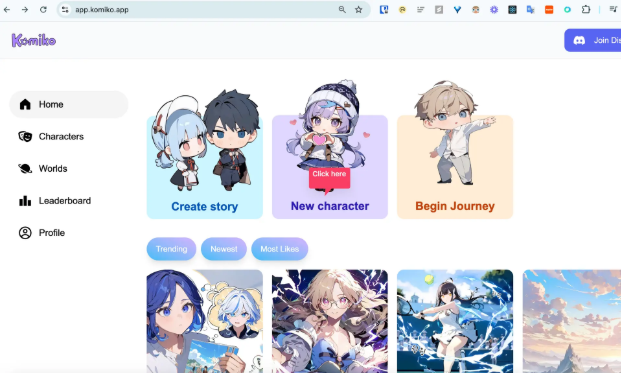 app.komiko.app
Komiko
Join Dis
Home
Characters
Worlds
Leaderboard
Profile
Create story
Click here
New character
Begin Journey
Trending
Newest
Most Likes